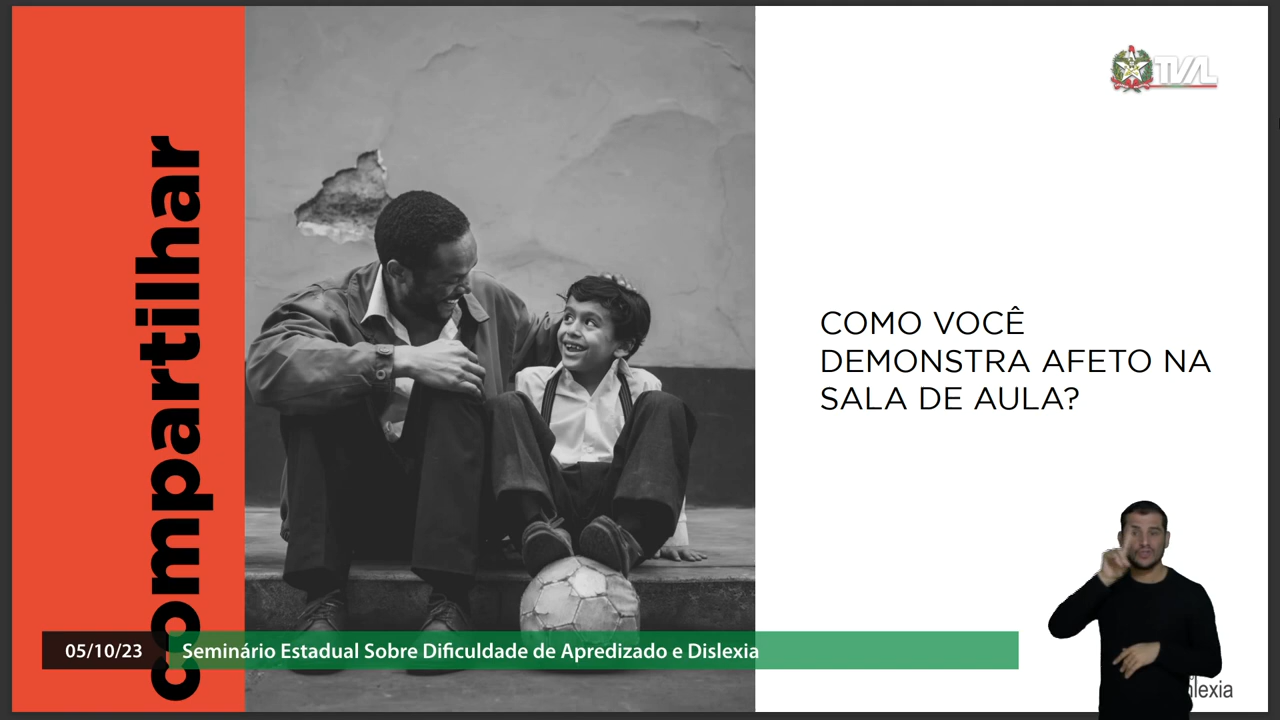 compartilhar
TVAL
COMO VOCÊ
DEMONSTRA AFETO NA
SALA DE AULA?
05/10/23
Seminário Estadual Sobre Dificuldade de Apredizado e Dislexia